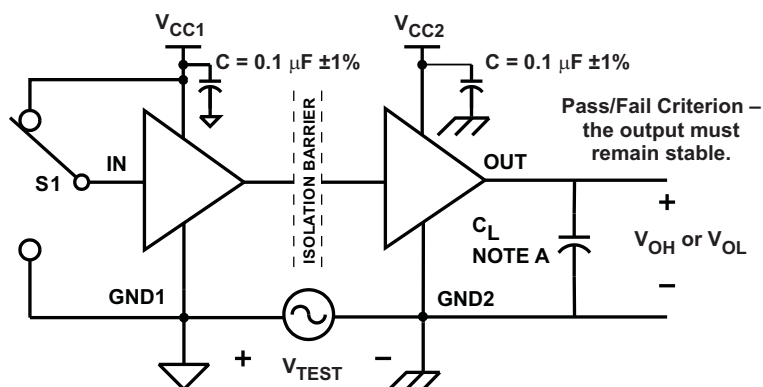 VCC1
VCC2
C = 0.1 μF ±1%
C = 0.1 μF ±1%
Pass/Fail Criterion –
the output must
remain stable.
IN
OUT
S1
ISOLATION BARRIER
+
CL
NOTE A
VOH or VOL
–
GND1
GND2
+
VTEST
–